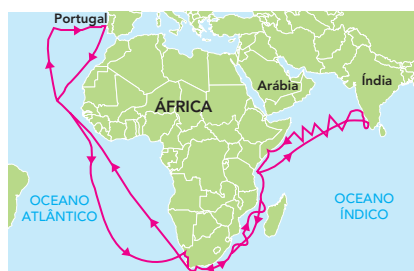 Portugal
ÁFRICA
Arábia
Índia
OCEANO
ATLÂNTICO
OCEANO
ÍNDICO